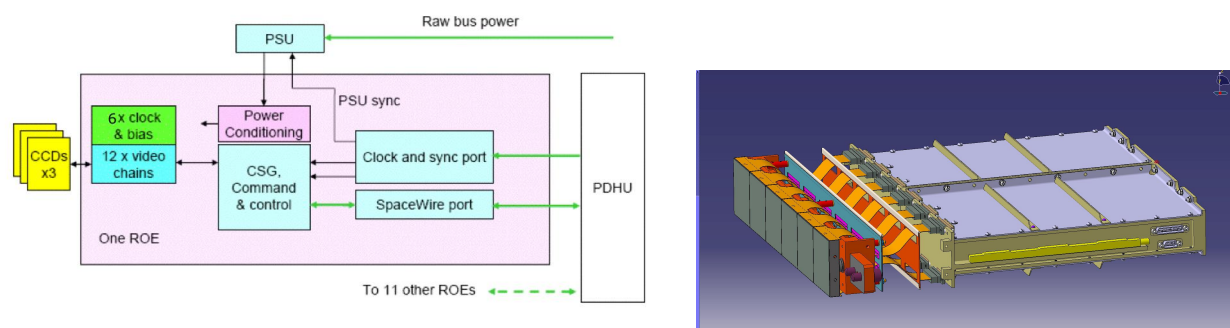 Raw bus power
PSU
PSU sync
6x clock
& bias
Power
Conditioning
CCDs
x3
12 x video
chains
CSG,
Command
& control
Clock and sync port
SpaceWire port
PDHU
One ROE
To 11 other ROEs